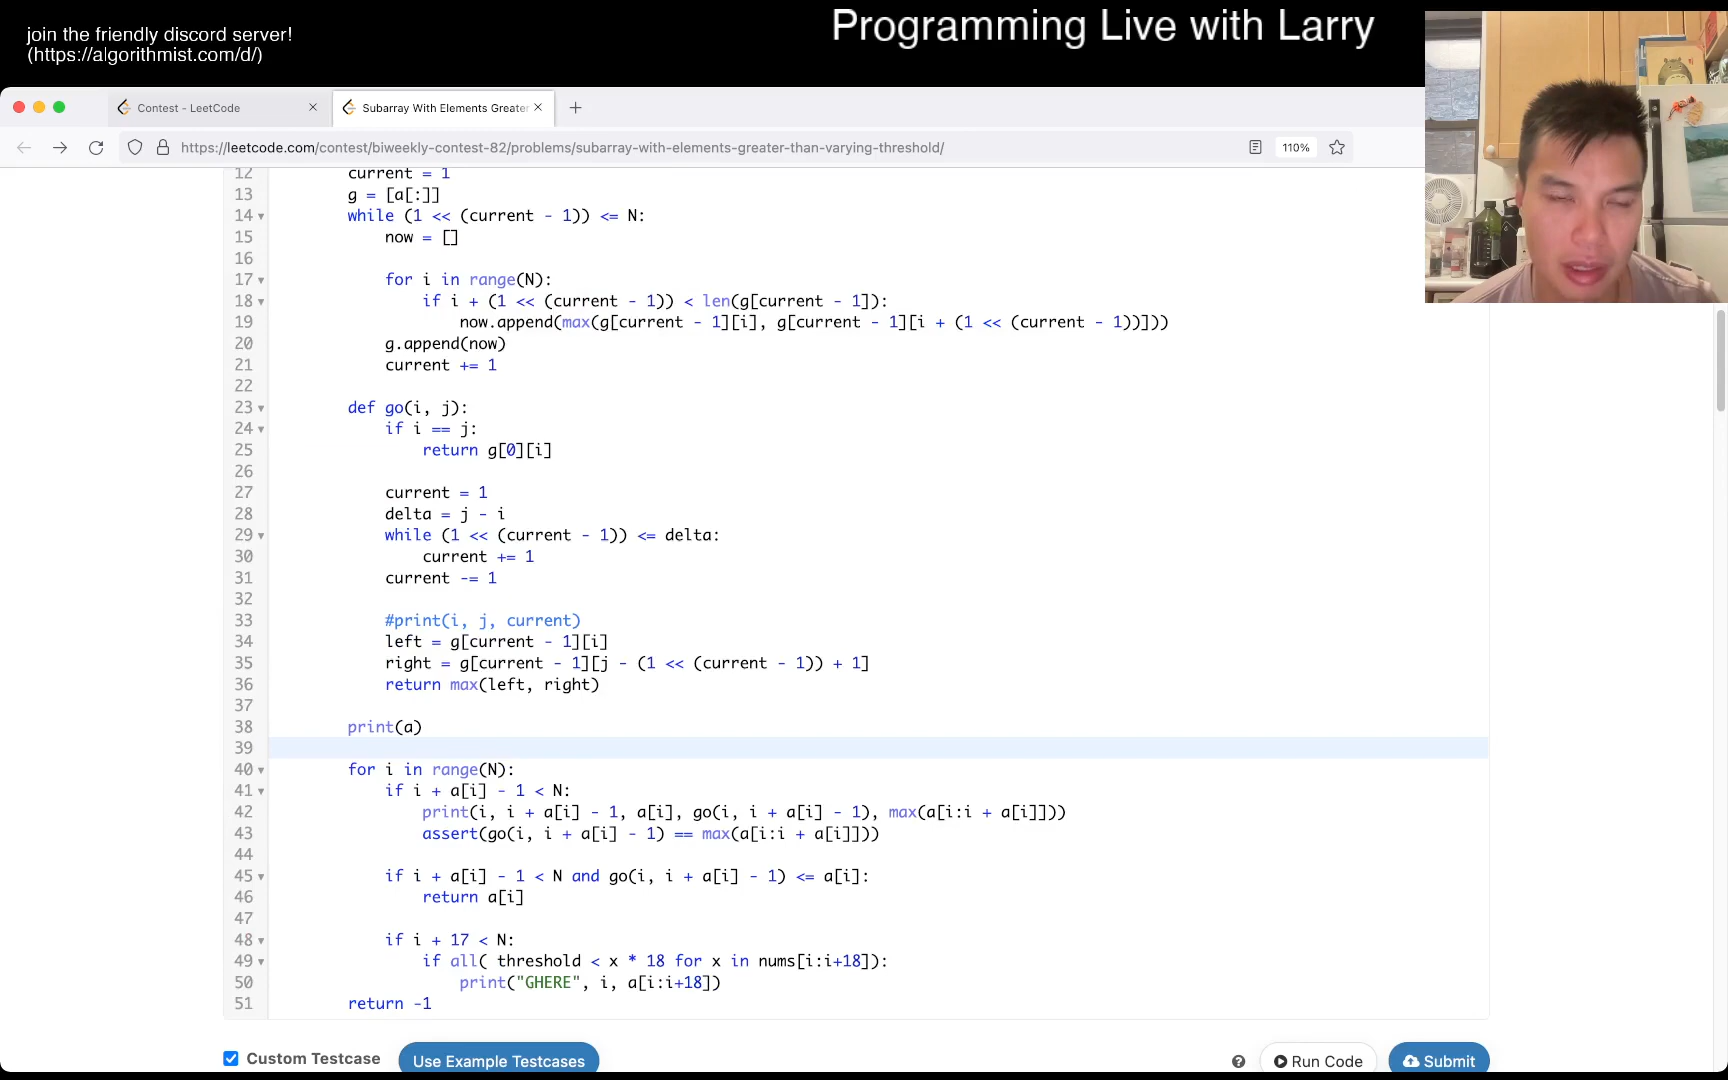 join the friendly discord server!
(https://algorithmist.com/d/)
Programming Live with Larry
Contest - LeetCode
Subarray With Elements Greater
https://leetcode.com/contest/biweekly-contest-82/problems/subarray-with-elements-greater-than-varying-threshold/
110%
12 current = 1
13 g = [a[:]]
14 while (1 << (current - 1)) <= N:
15 now = []
16
17 for i in range(N):
18 if i + (1 << (current - 1)) < len(g[current - 1]):
19 now.append(max(g[current - 1][i], g[current - 1][i + (1 << (current - 1))]))
20 g.append(now)
21 current += 1
22
23 def go(i, j):
24 if i == j:
25 return g[0][i]
26
27 current = 1
28 delta = j - i
29 while (1 << (current - 1)) <= delta:
30 current += 1
31 current -= 1
32
33 #print(i, j, current)
34 left = g[current - 1][i]
35 right = g[current - 1][j - (1 << (current - 1)) + 1]
36 return max(left, right)
37
38 print(a)
39
40 for i in range(N):
41 if i + a[i] - 1 < N:
42 print(i, i + a[i] - 1, a[i], go(i, i + a[i] - 1), max(a[i:i + a[i]]))
43 assert(go(i, i + a[i] - 1) == max(a[i:i + a[i]]))
44
45 if i + a[i] - 1 < N and go(i, i + a[i] - 1) <= a[i]:
46 return a[i]
47
48 if i + 17 < N:
49 if all( threshold < x * 18 for x in nums[i:i+18]):
50 print("GHERE", i, a[i:i+18])
51 return -1
Custom Testcase
Use Example Testcases
Run Code
Submit